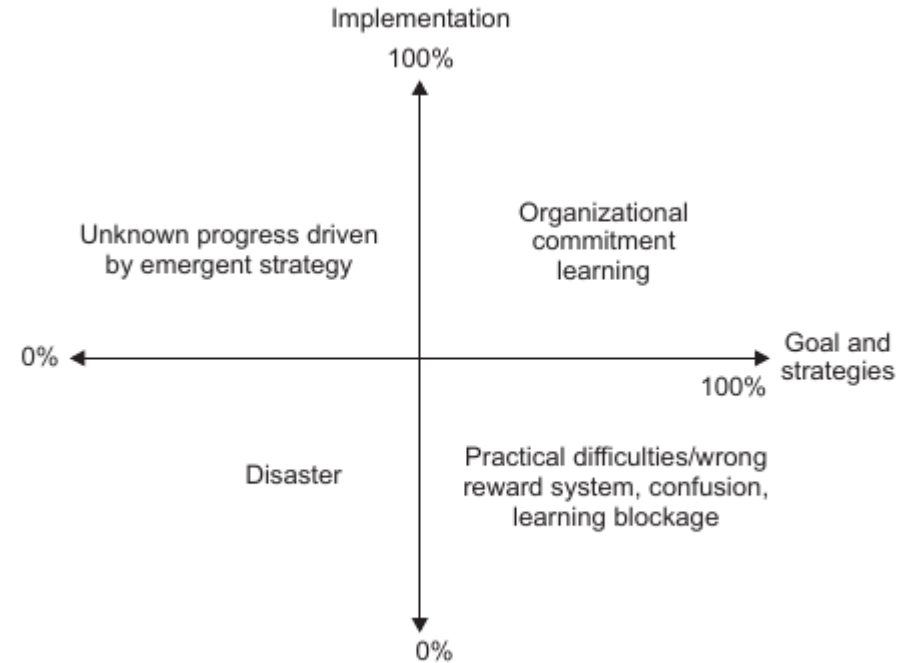 Implementation
100%
Organizational
commitment
learning
Unknown progress driven
by emergent strategy
0%
Goal and
strategies
100%
Disaster
Practical difficulties/wrong
reward system, confusion,
learning blockage
0%